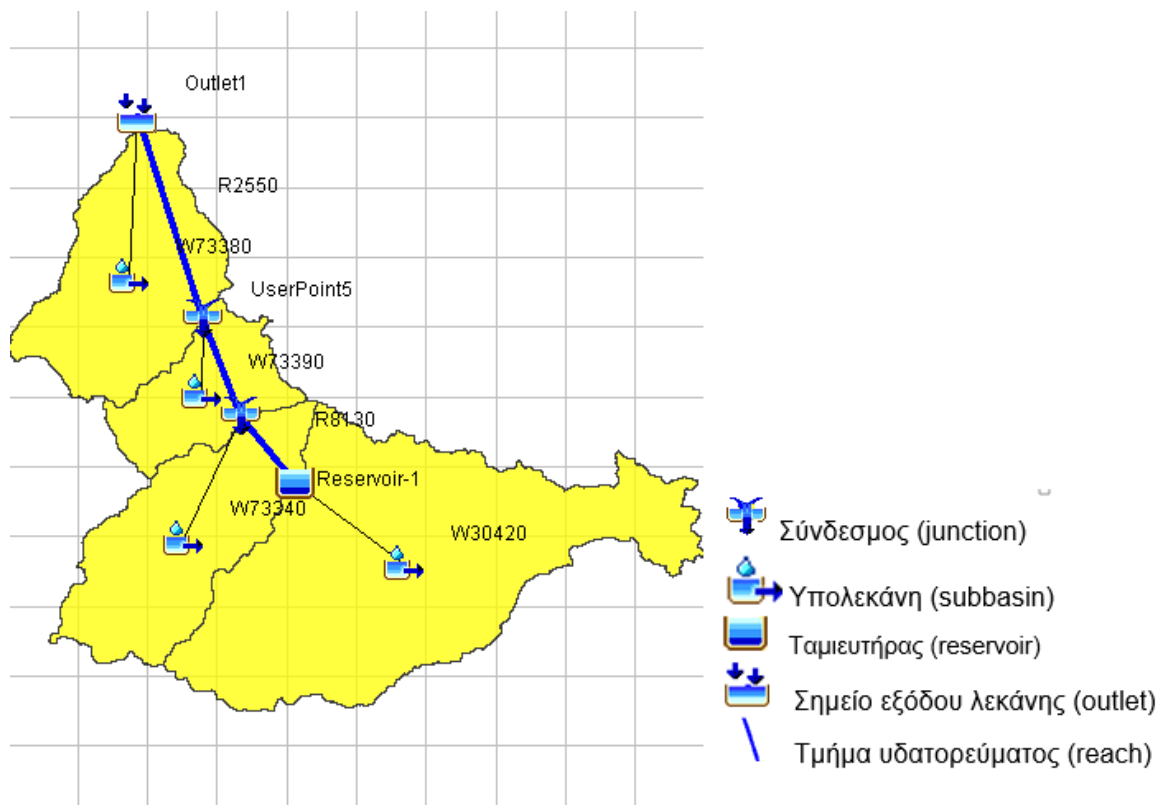 Outlet1
R2550
W73380
UserPoint5
W73390
R8130
Reservoir-1
W73340
W30420
Σύνδεσμος (junction)
Υπολεκάνη (subbasin)
Ταμιευτήρας (reservoir)
Σημείο εξόδου λεκάνης (outlet)
Τμήμα υδατορεύματος (reach)